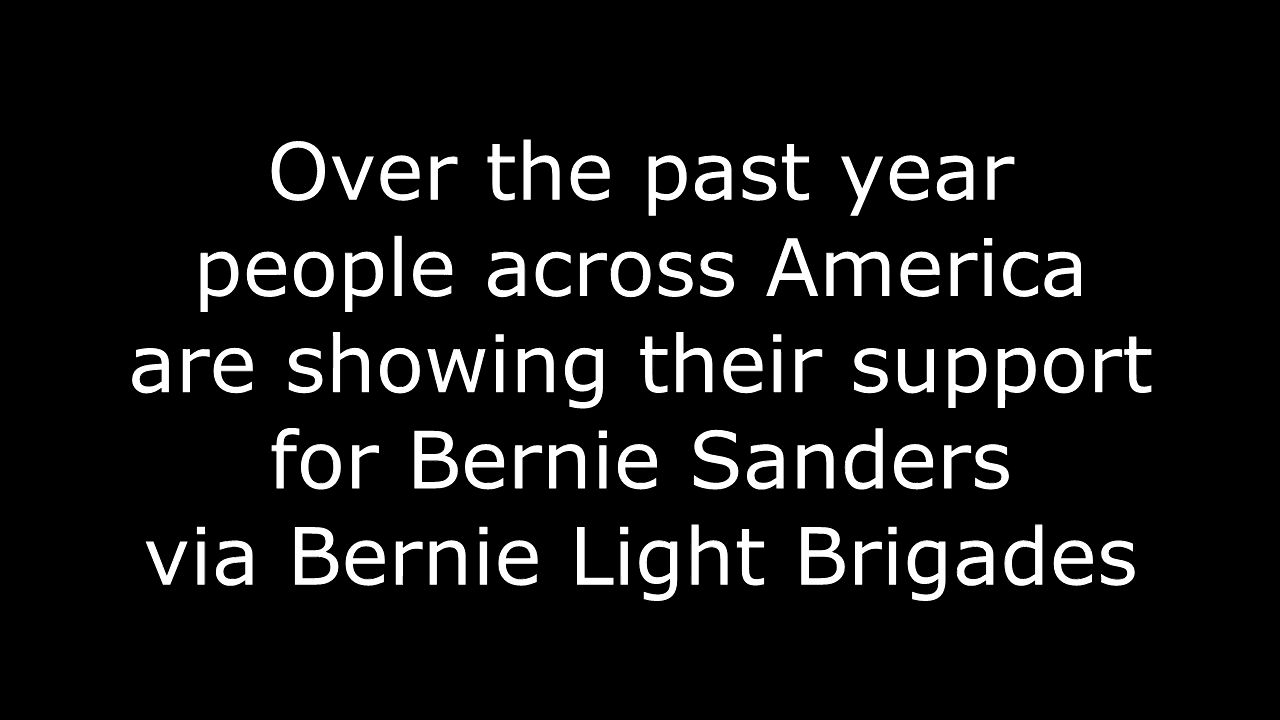 Over the past year
people across America
are showing their support
for Bernie Sanders
via Bernie Light Brigades